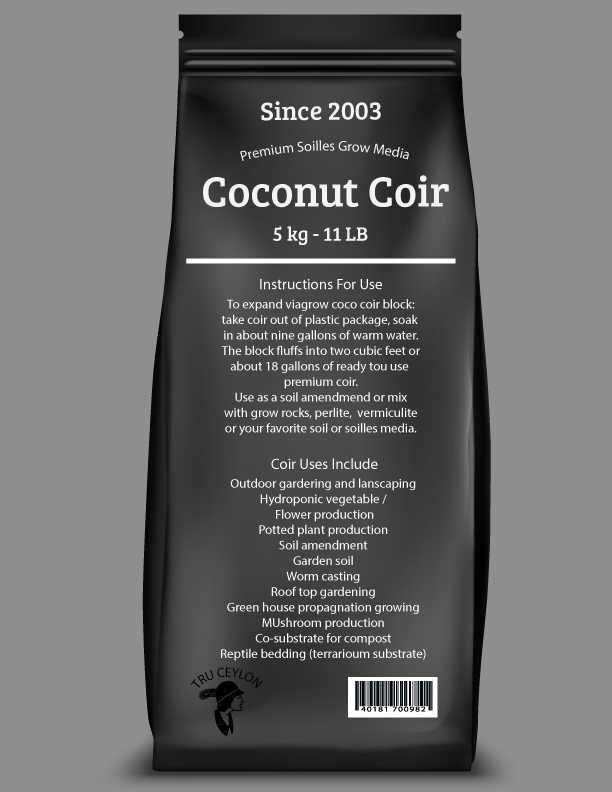 Since 2003
Premium Soilles Grow Media
Coconut Coir
5 kg - 11 LB
Instructions For Use
To expand viagrow coco coir block:
take coir out of plastic package, soak
in about nine gallons of warm water.
The block fluffs into two cubic feet or
about 18 gallons of ready tou use
premium coir.
Use as a soil amendmend or mix
with grow rocks, perlite, vermiculite
or your favorite soil or soilles media.
Coir Uses Include
Outdoor gardering and lanscaping
Hydroponic vegetable /
Flower production
Potted plant production
Soil amendment
Garden soil
Worm casting
Roof top gardening
Green house propagnation growing
MUshroom production
Co-substrate for compost
Reptile bedding (terrarioum substrate)
TRU CEYLON
40181 700982